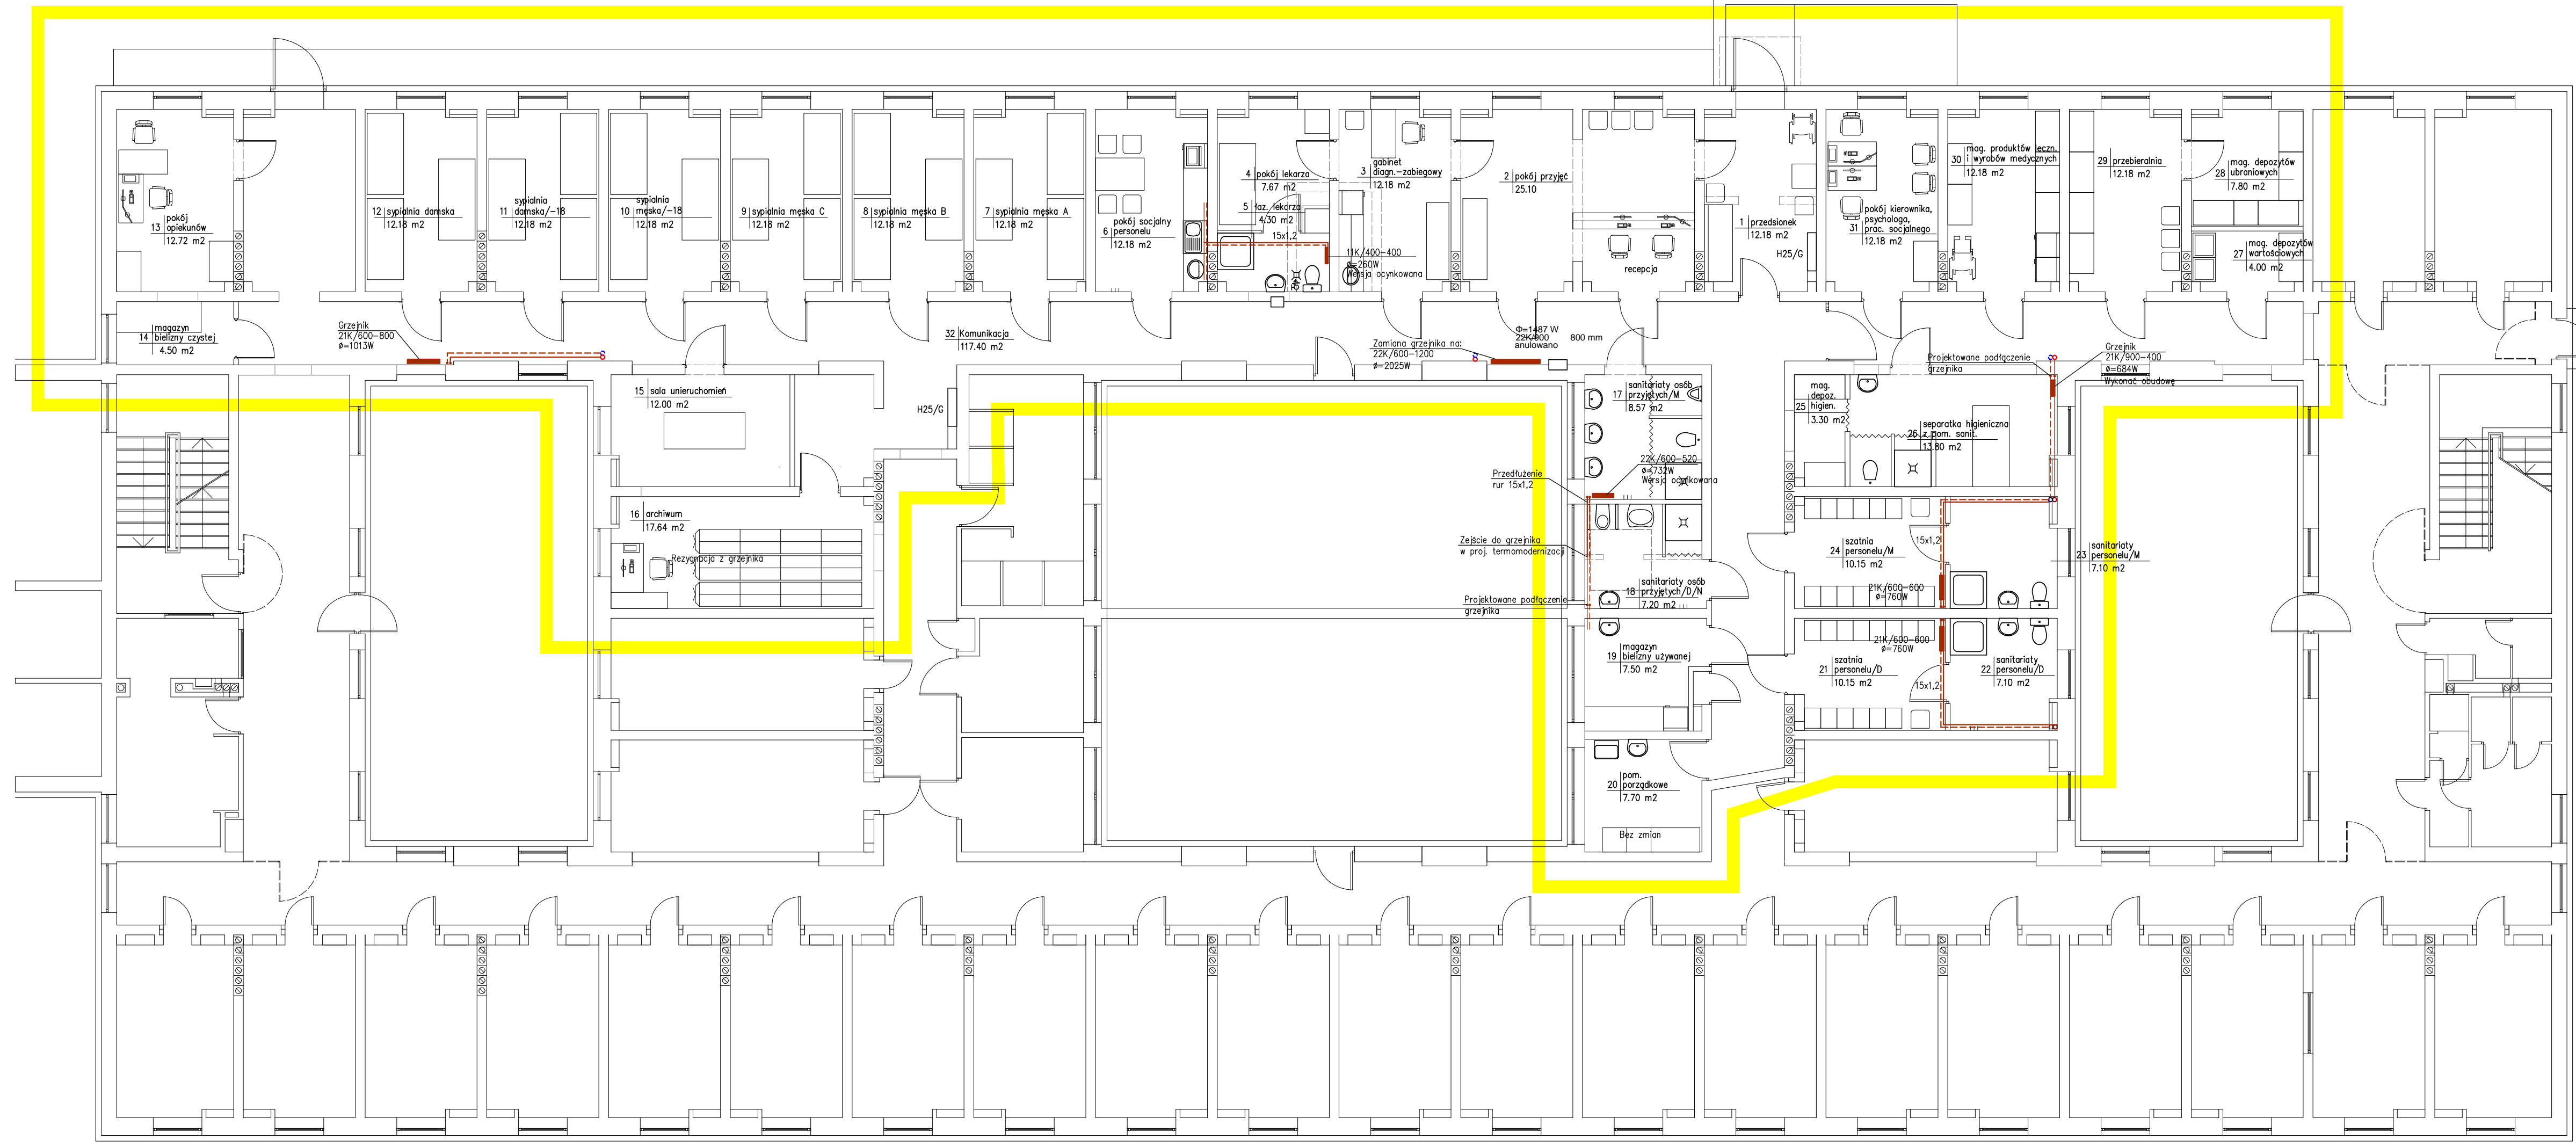 13 pokój
opiekunów
12.72 m2
12 sypialnia damska
12.18 m2
sypialnia
11 damska/-18
12.18 m2
sypialnia
10 męska/-18
12.18 m2
9 sypialnia męska C
12.18 m2
8 sypialnia męska B
12.18 m2
7 sypialnia męska A
12.18 m2
pokój socjalny
6 personelu
12.18 m2
4 pokój lekarza
7.67 m2
5 łaz. lekarza
4.30 m2
15x1,2
11K/400-400
ø=260W
Wersja ocynkowana
gabinet
3 diagn.-zabiegowy
12.18 m2
2 pokój przyjęć
25.10
recepcja
1 przedsionek
12.18 m2
H25/G
pokój kierownika,
psychologa,
31 prac. socjalnego
12.18 m2
mag. produktów leczn.
30 i wyrobów medycznych
12.18 m2
29 przebieralnia
12.18 m2
mag. depozytów
28 ubraniowych
7.80 m2
mag. depozytów
27 wartościowych
4.00 m2
magazyn
14 bielizny czystej
4.50 m2
Grzejnik
21K/600-800
ø=1013W
32 Komunikacja
117.40 m2
Zamiana grzejnika na:
22K/600-1200
ø=2025W
Φ=1487 W
22K/900 800 mm
anulowano
Projektowane podłączenie
grzejnika
Grzejnik
21K/900-400
ø=684W
Wykonać obudowę
15 sala unieruchomień
12.00 m2
H25/G
16 archiwum
17.64 m2
Rezygnacja z grzejnika
sanitariaty osób
17 przyjętych/M
8.57 m2
22K/600-520
ø=732W
Wersja ocynkowana
Przedłużenie
rur 15x1,2
Zejście do grzejnika
w proj. termomodernizacji
Projektowane podłączenie
grzejnika
sanitariaty osób
18 przyjętych/D/N
7.20 m2
magazyn
19 bielizny używanej
7.50 m2
pom.
20 porządkowe
7.70 m2
Bez zmian
mag.
depoz.
25 higien.
3.30 m2
separatka higieniczna
26 z pom. sanit.
13.80 m2
szatnia
24 personelu/M
10.15 m2
15x1,2
21K/600-600
ø=760W
sanitariaty
23 personelu/M
7.10 m2
21K/600-600
ø=760W
szatnia
21 personelu/D
10.15 m2
15x1,2
sanitariaty
22 personelu/D
7.10 m2